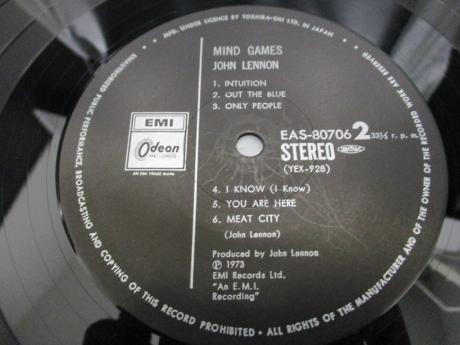 MFG. UNDER LICENCE BY TOSHIBA-EMI LTD. IN JAPAN
UNAUTHORIZED PUBLIC PERFORMANCE, BROADCASTING AND COPYING OF THIS RECORD PROHIBITED • ALL RIGHTS OF THE MANUFACTURER AND OF THE OWNER OF THE RECORDED WORK ARE RESERVED.
MIND GAMES
JOHN LENNON
1. INTUITION
2. OUT THE BLUE
3. ONLY PEOPLE
EMI
Odeon
AN EMI TRADE MARK
EAS-80706 2 33⅓ r. p. m.
STEREO
(YEX-928)
4. I KNOW (I Know)
5. YOU ARE HERE
6. MEAT CITY
(John Lennon)
Produced by John Lennon
Ⓟ 1973
EMI Records Ltd,
"An E.M.I.
Recording"